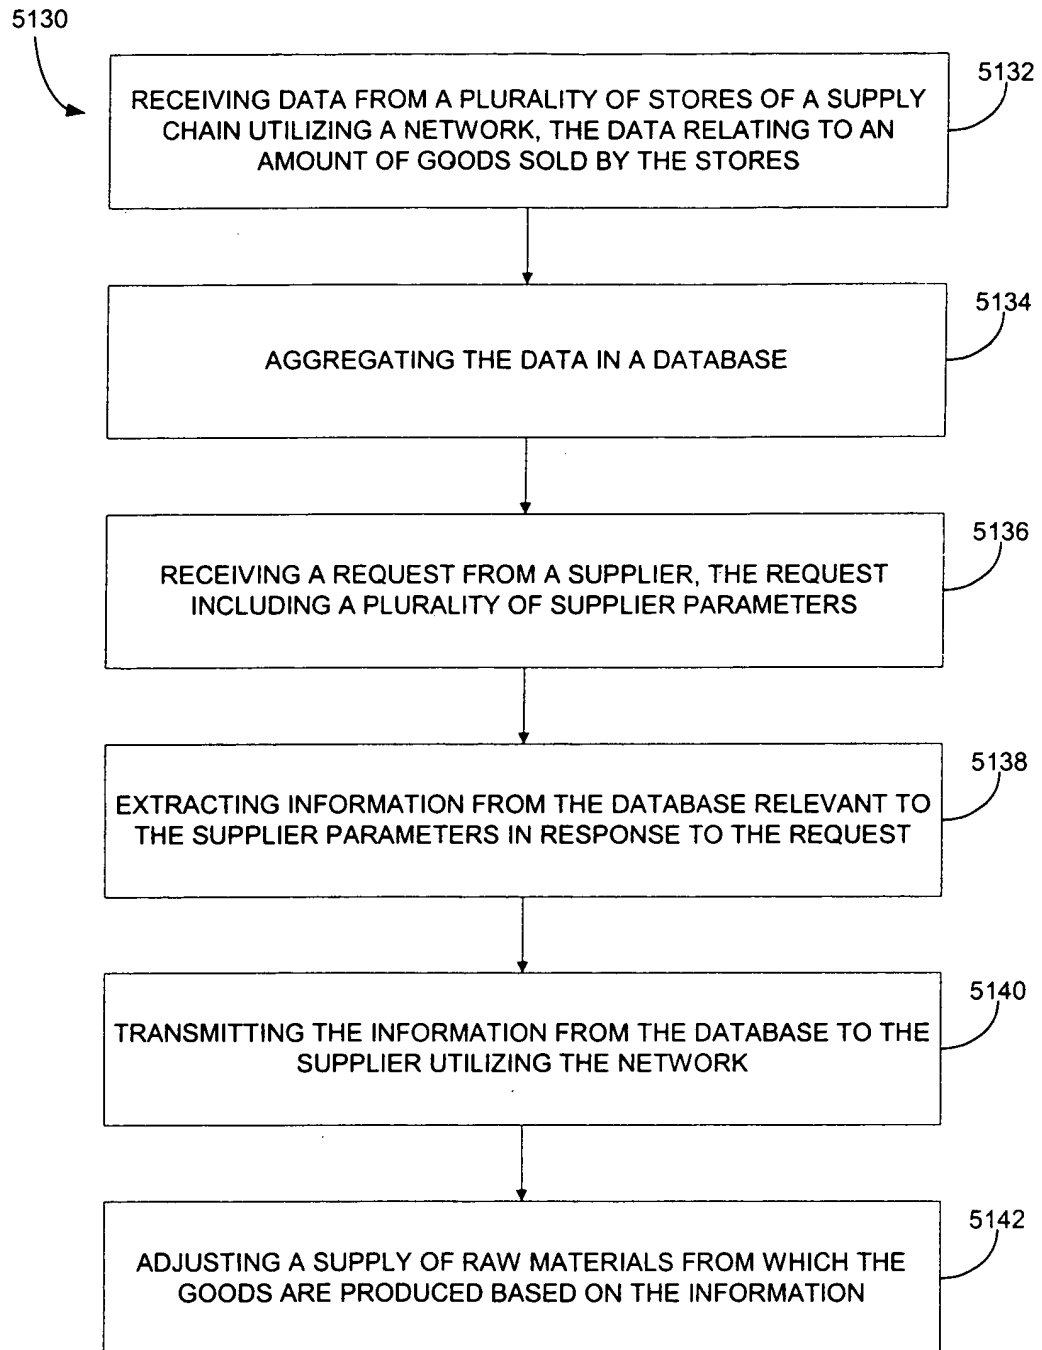 5130
5132
RECEIVING DATA FROM A PLURALITY OF STORES OF A SUPPLY
CHAIN UTILIZING A NETWORK, THE DATA RELATING TO AN
AMOUNT OF GOODS SOLD BY THE STORES
5134
AGGREGATING THE DATA IN A DATABASE
5136
RECEIVING A REQUEST FROM A SUPPLIER, THE REQUEST
INCLUDING A PLURALITY OF SUPPLIER PARAMETERS
5138
EXTRACTING INFORMATION FROM THE DATABASE RELEVANT TO
THE SUPPLIER PARAMETERS IN RESPONSE TO THE REQUEST
5140
TRANSMITTING THE INFORMATION FROM THE DATABASE TO THE
SUPPLIER UTILIZING THE NETWORK
5142
ADJUSTING A SUPPLY OF RAW MATERIALS FROM WHICH THE
GOODS ARE PRODUCED BASED ON THE INFORMATION